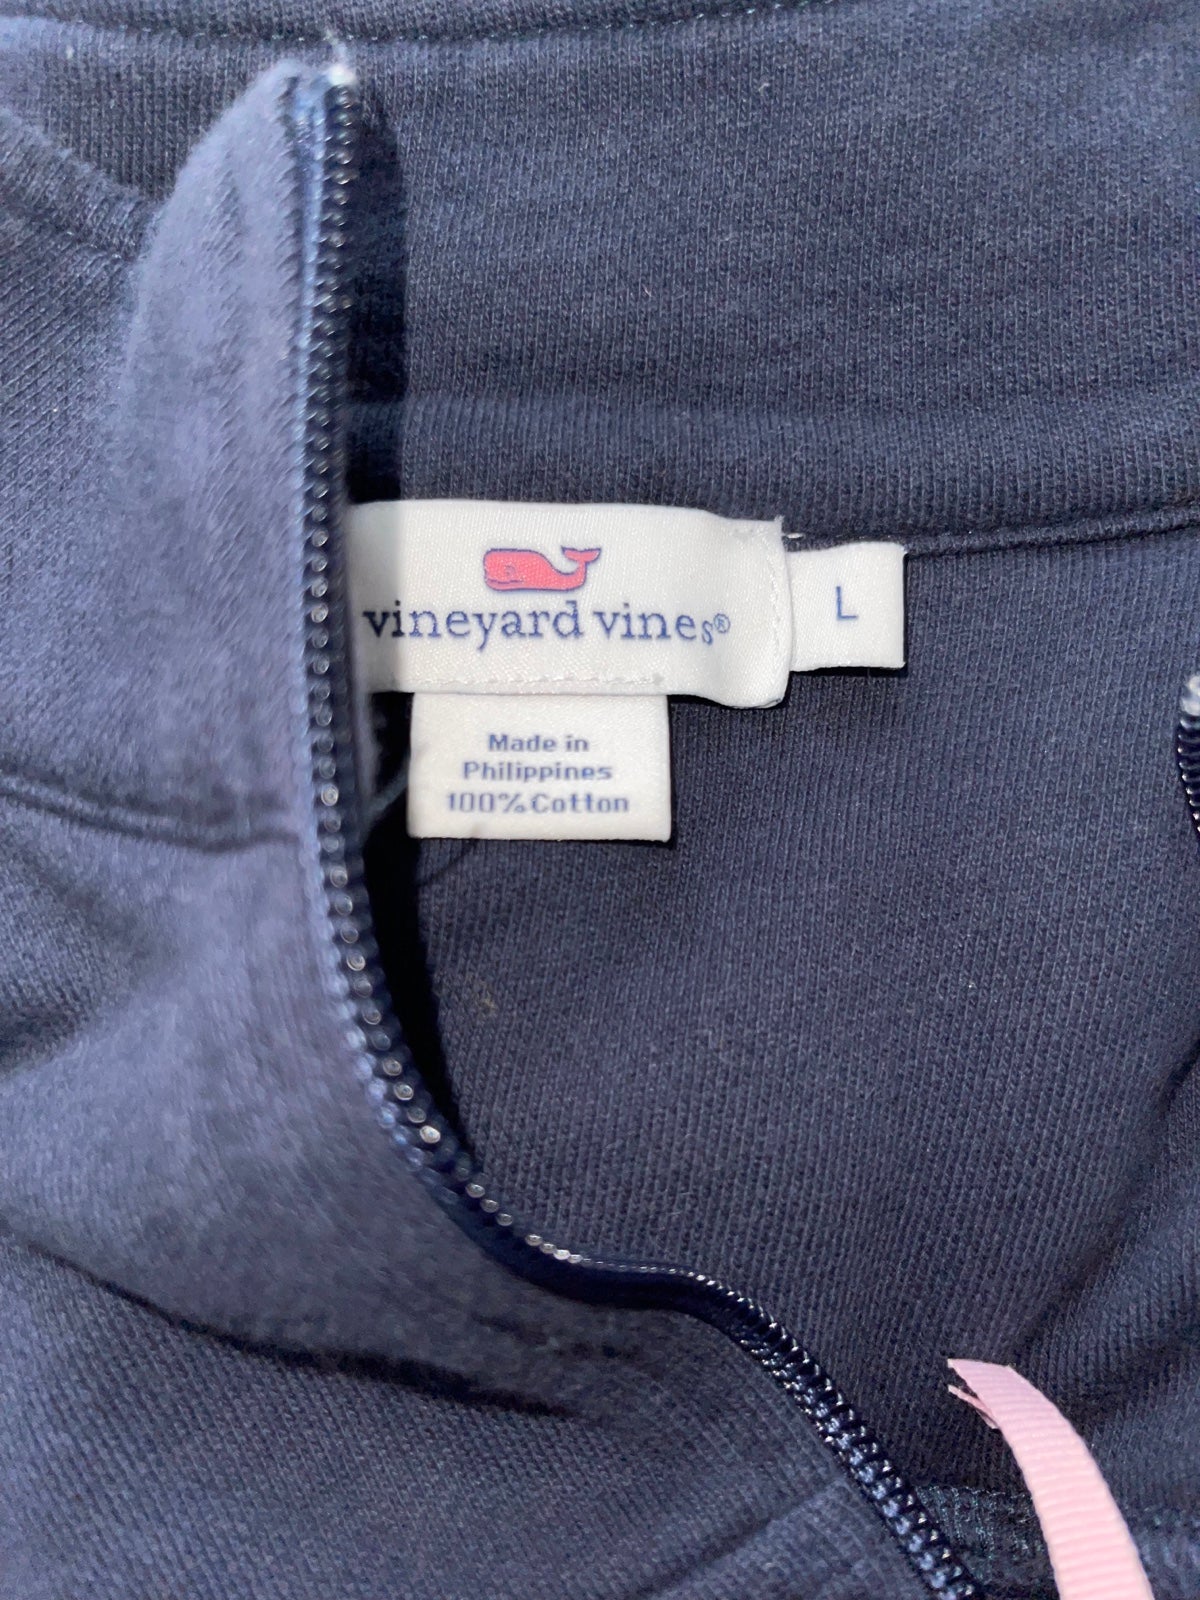 vineyard vines®
L
Made in
Philippines
100% Cotton